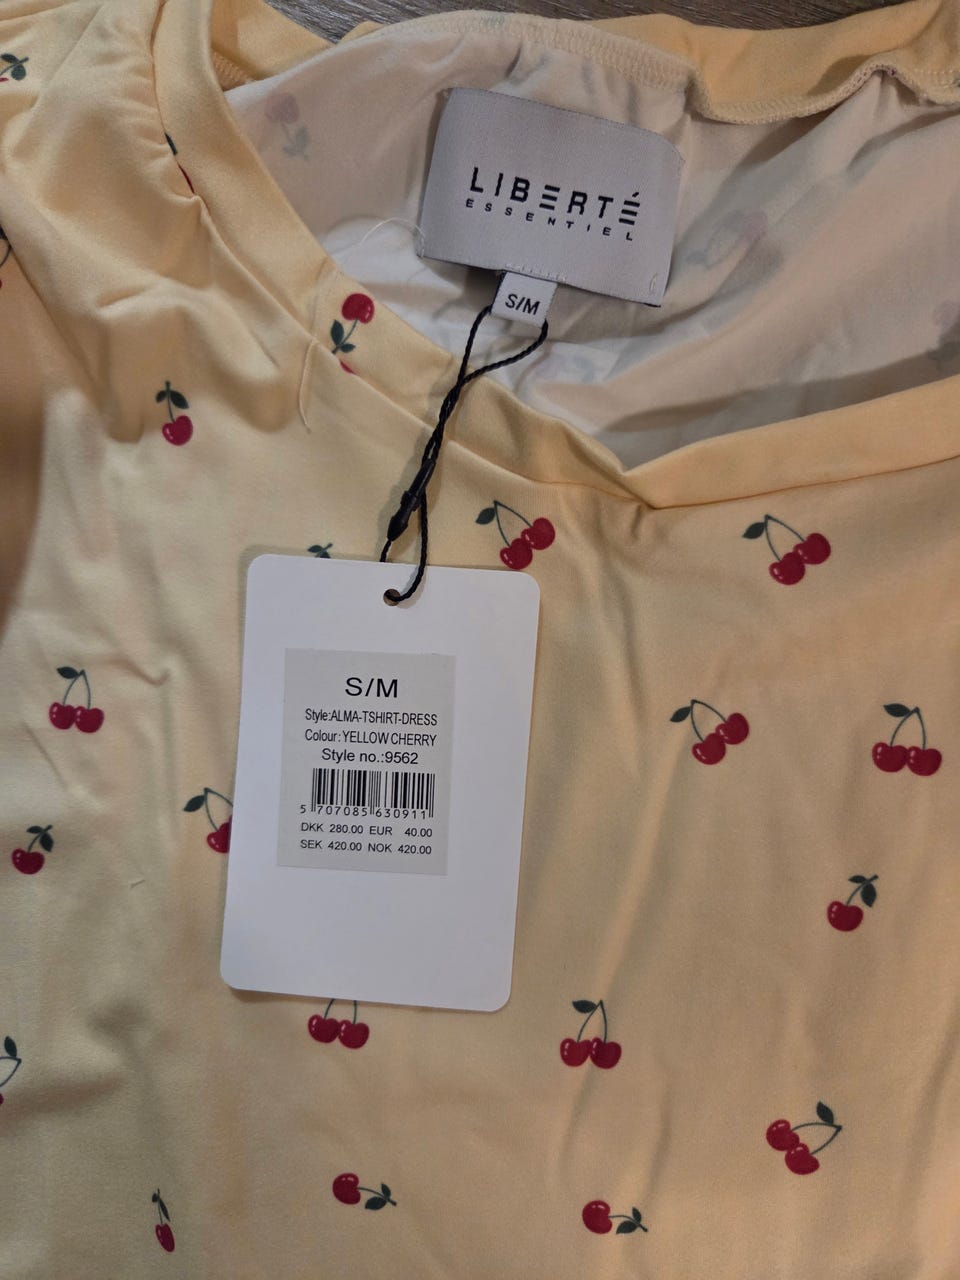 LIBERTÉ
ESSENTIEL
S/M
S/M
Style:ALMA-TSHIRT-DRESS
Colour: YELLOW CHERRY
Style no.:9562
5 707085 630911
DKK 280.00 EUR 40.00
SEK 420.00 NOK 420.00